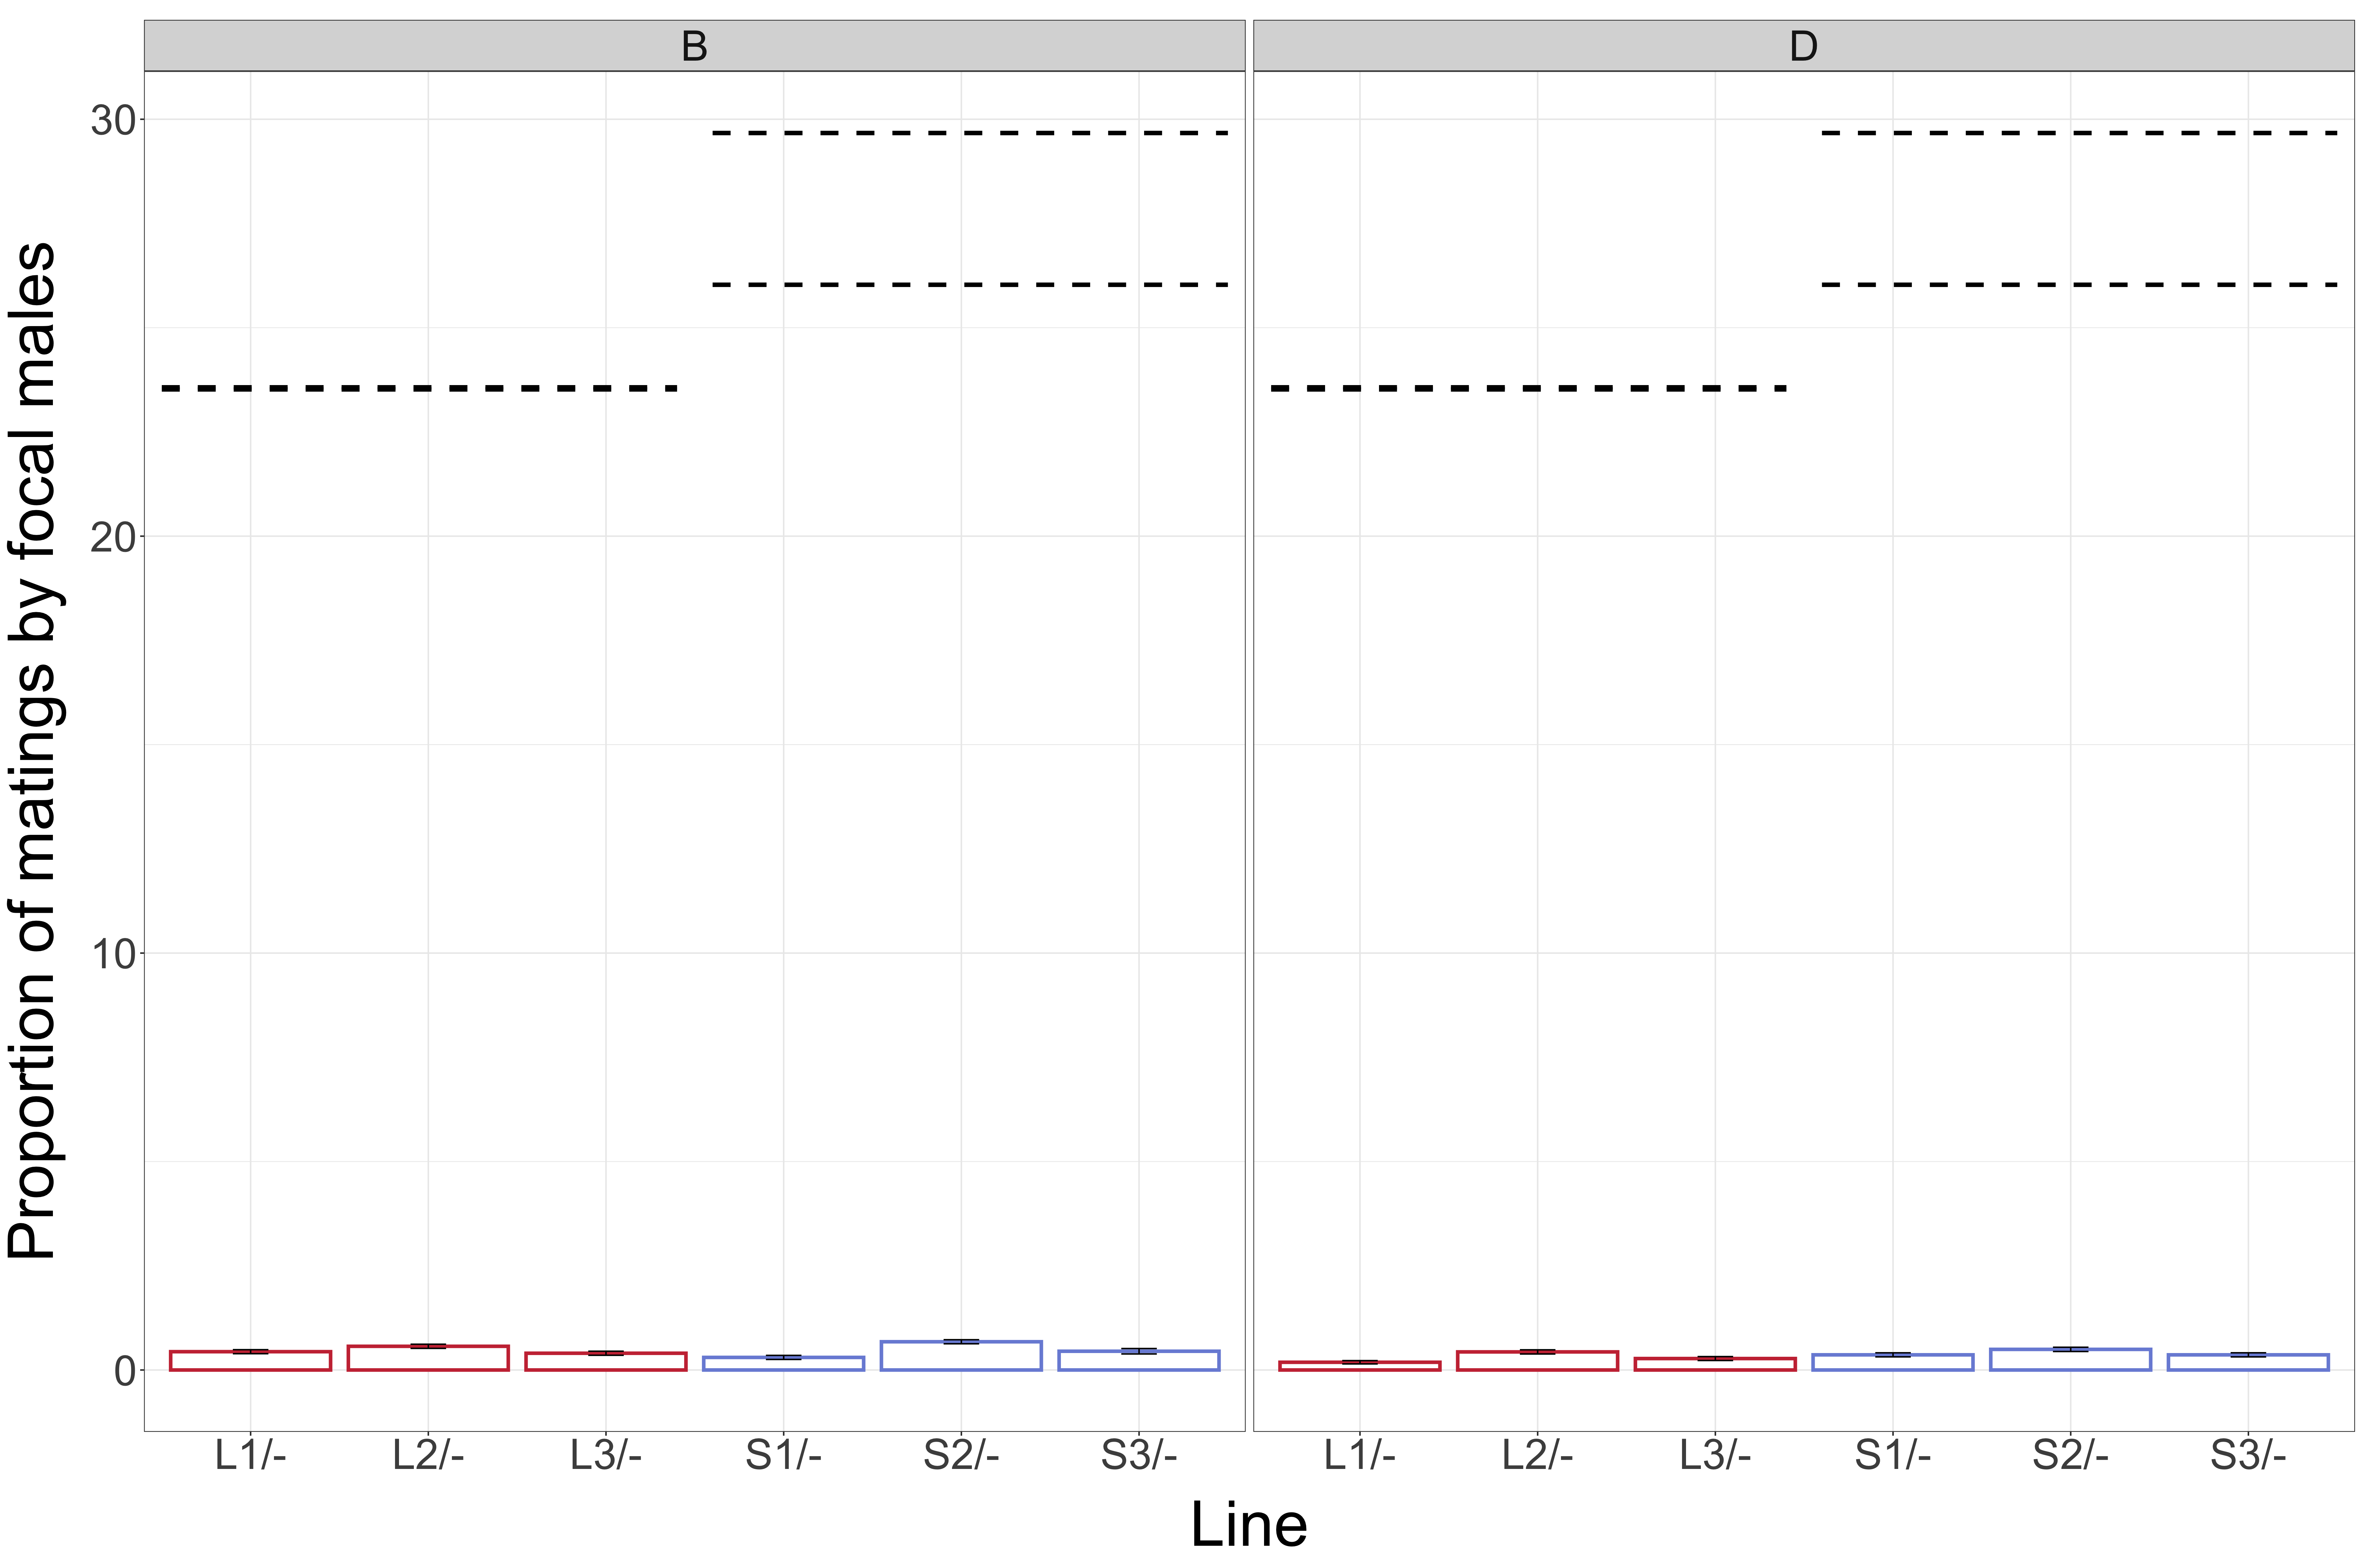 B
D
Proportion of matings by focal males
30
20
10
0
L1/-
L2/-
L3/-
S1/-
S2/-
S3/-
L1/-
L2/-
L3/-
S1/-
S2/-
S3/-
Line